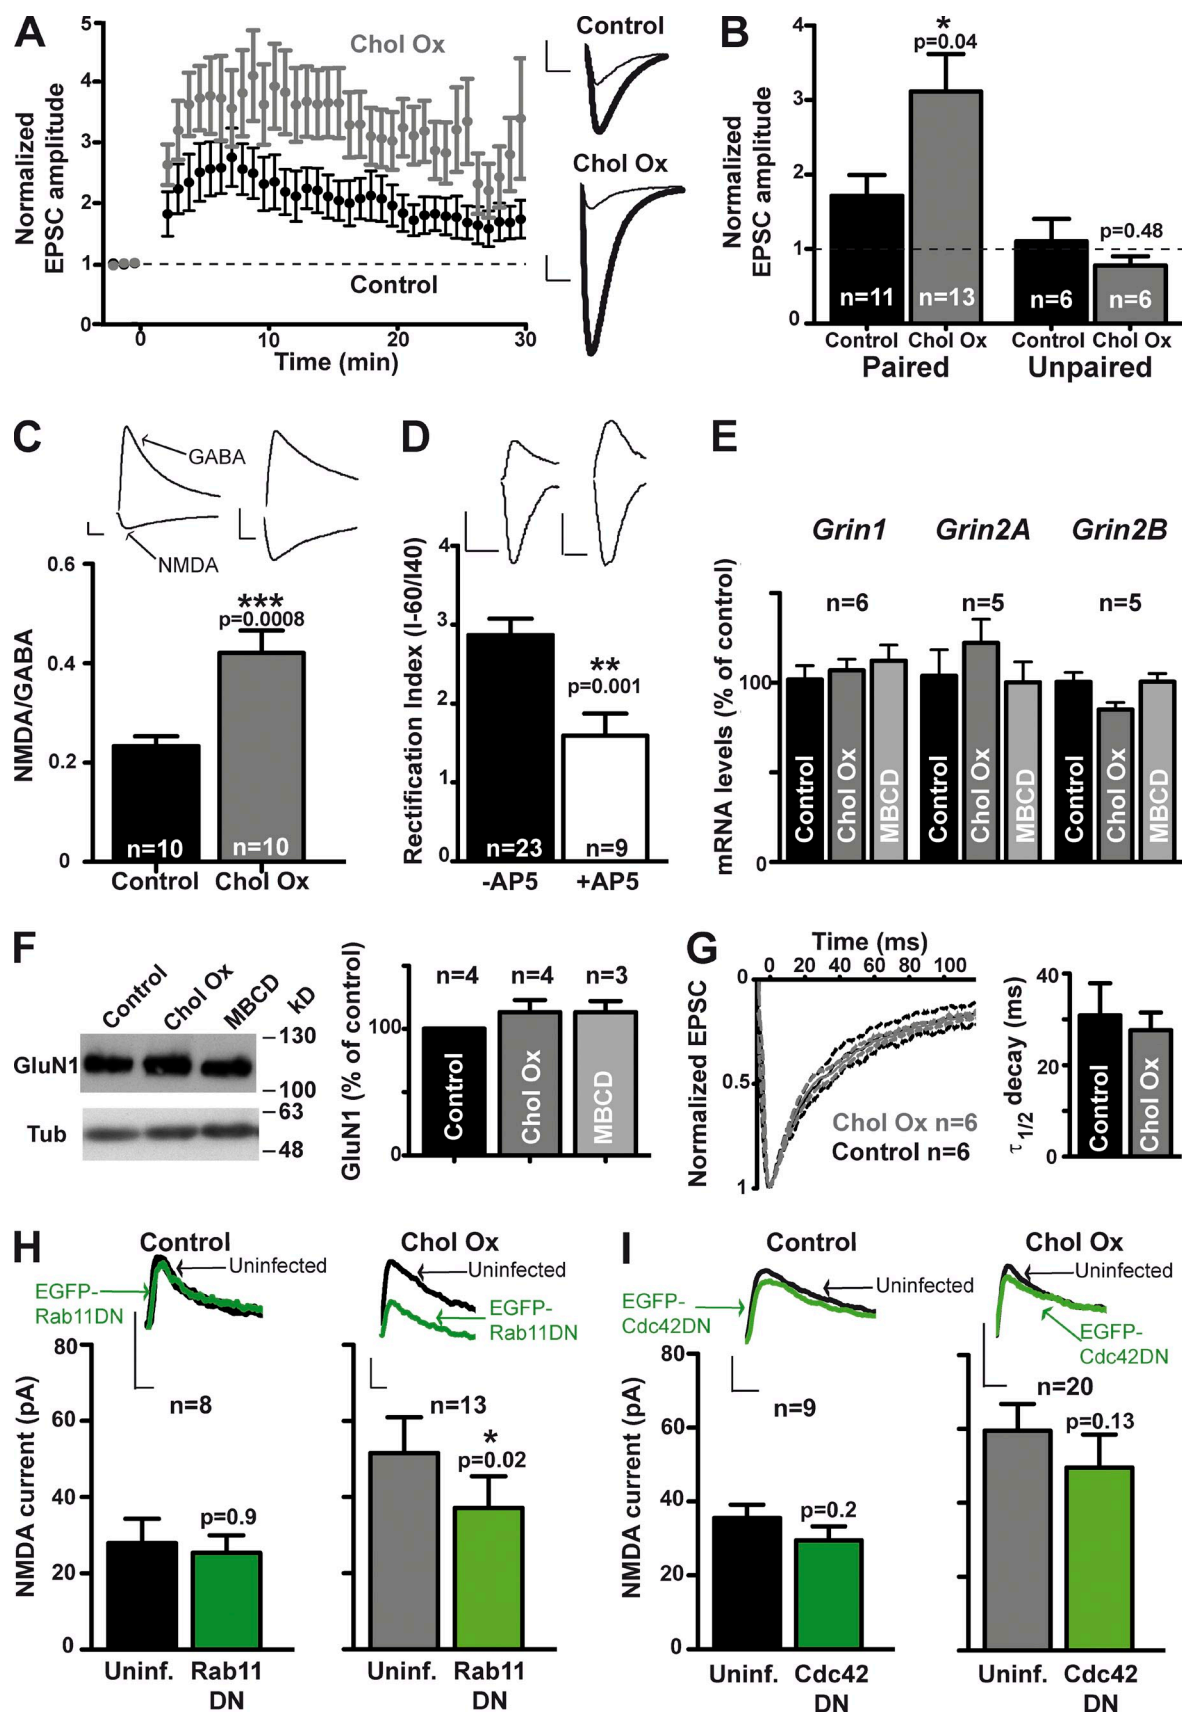 A
Normalized
EPSC amplitude
5
4
3
2
1
0
Chol Ox
Control
0
10
20
30
Time (min)
Control
Chol Ox
B
Normalized
EPSC amplitude
4
3
2
1
0
*
p=0.04
p=0.48
n=11
n=13
n=6
n=6
Control
Chol Ox
Control
Chol Ox
Paired
Unpaired
C
GABA
NMDA
NMDA/GABA
0.6
0.4
0.2
0
***
p=0.0008
n=10
n=10
Control
Chol Ox
D
Rectification Index (I-60/I40)
4
3
2
1
0
**
p=0.001
n=23
n=9
-AP5
+AP5
E
Grin1
Grin2A
Grin2B
n=6
n=5
n=5
mRNA levels (% of control)
100
0
Control
Chol Ox
MBCD
Control
Chol Ox
MBCD
Control
Chol Ox
MBCD
F
Control
Chol Ox
MBCD
kD
GluN1
Tub
−130
−100
−63
−48
GluN1 (% of control)
100
0
n=4
n=4
n=3
Control
Chol Ox
MBCD
G
Time (ms)
0
20
40
60
80
100
Normalized EPSC
0
0.5
1
Chol Ox n=6
Control n=6
τ1/2 decay (ms)
40
20
0
Control
Chol Ox
H
Control
Uninfected
EGFP-
Rab11DN
NMDA current (pA)
80
60
40
20
0
n=8
p=0.9
Uninf.
Rab11
DN
Chol Ox
Uninfected
EGFP-
Rab11DN
n=13
*
p=0.02
Uninf.
Rab11
DN
I
Control
Uninfected
EGFP-
Cdc42DN
NMDA current (pA)
80
60
40
20
0
n=9
p=0.2
Uninf.
Cdc42
DN
Chol Ox
Uninfected
EGFP-
Cdc42DN
n=20
p=0.13
Uninf.
Cdc42
DN